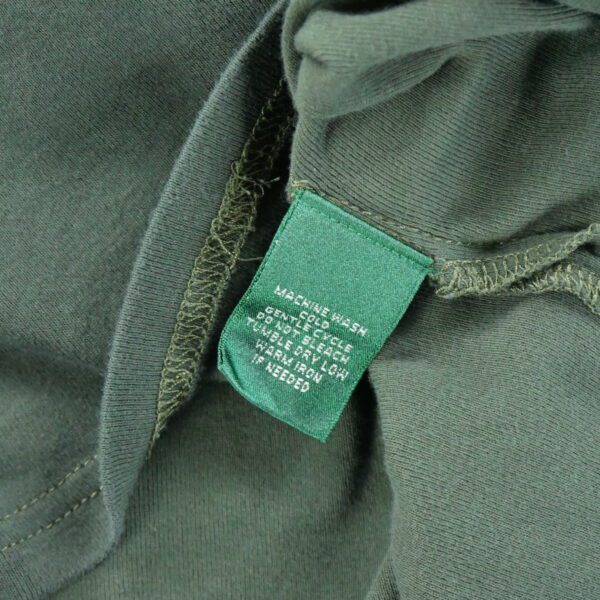 MACHINE WASH
COLD
GENTLE CYCLE
DO NOT BLEACH
TUMBLE DRY LOW
WARM IRON
IF NEEDED